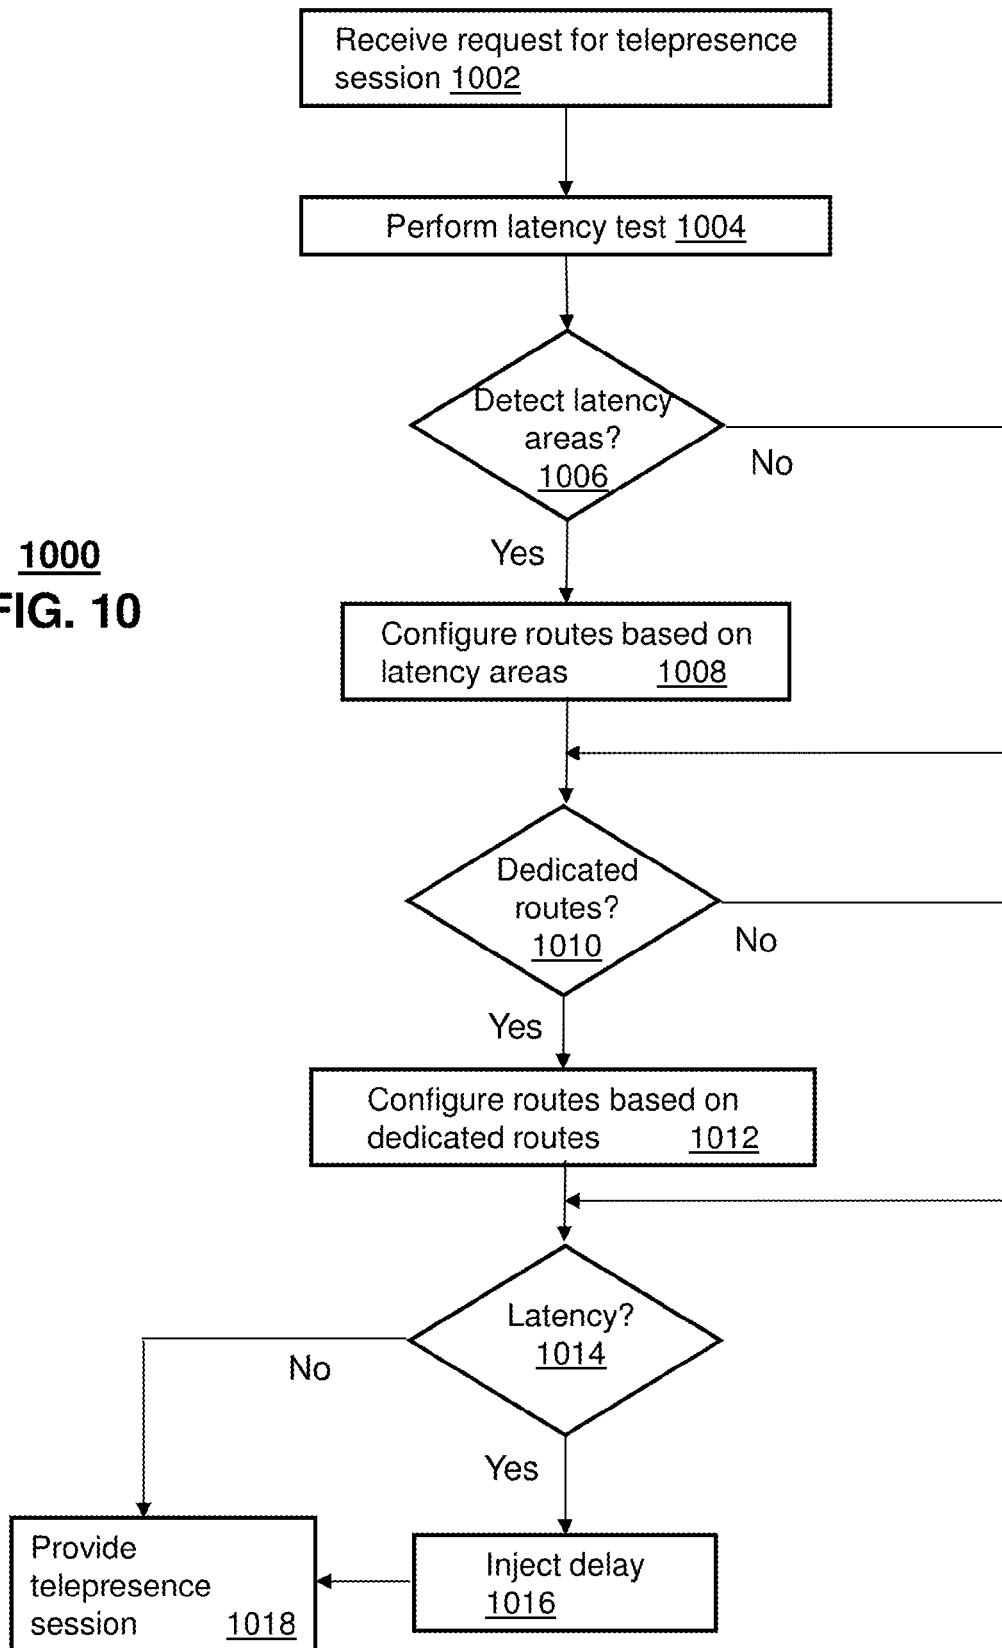 Receive request for telepresence
session 1002
Perform latency test 1004
Detect latency
areas?
1006
No
Yes
1000
FIG. 10
Configure routes based on
latency areas 1008
Dedicated
routes?
1010
No
Yes
Configure routes based on
dedicated routes 1012
Latency?
1014
No
Yes
Provide
telepresence
session 1018
Inject delay
1016